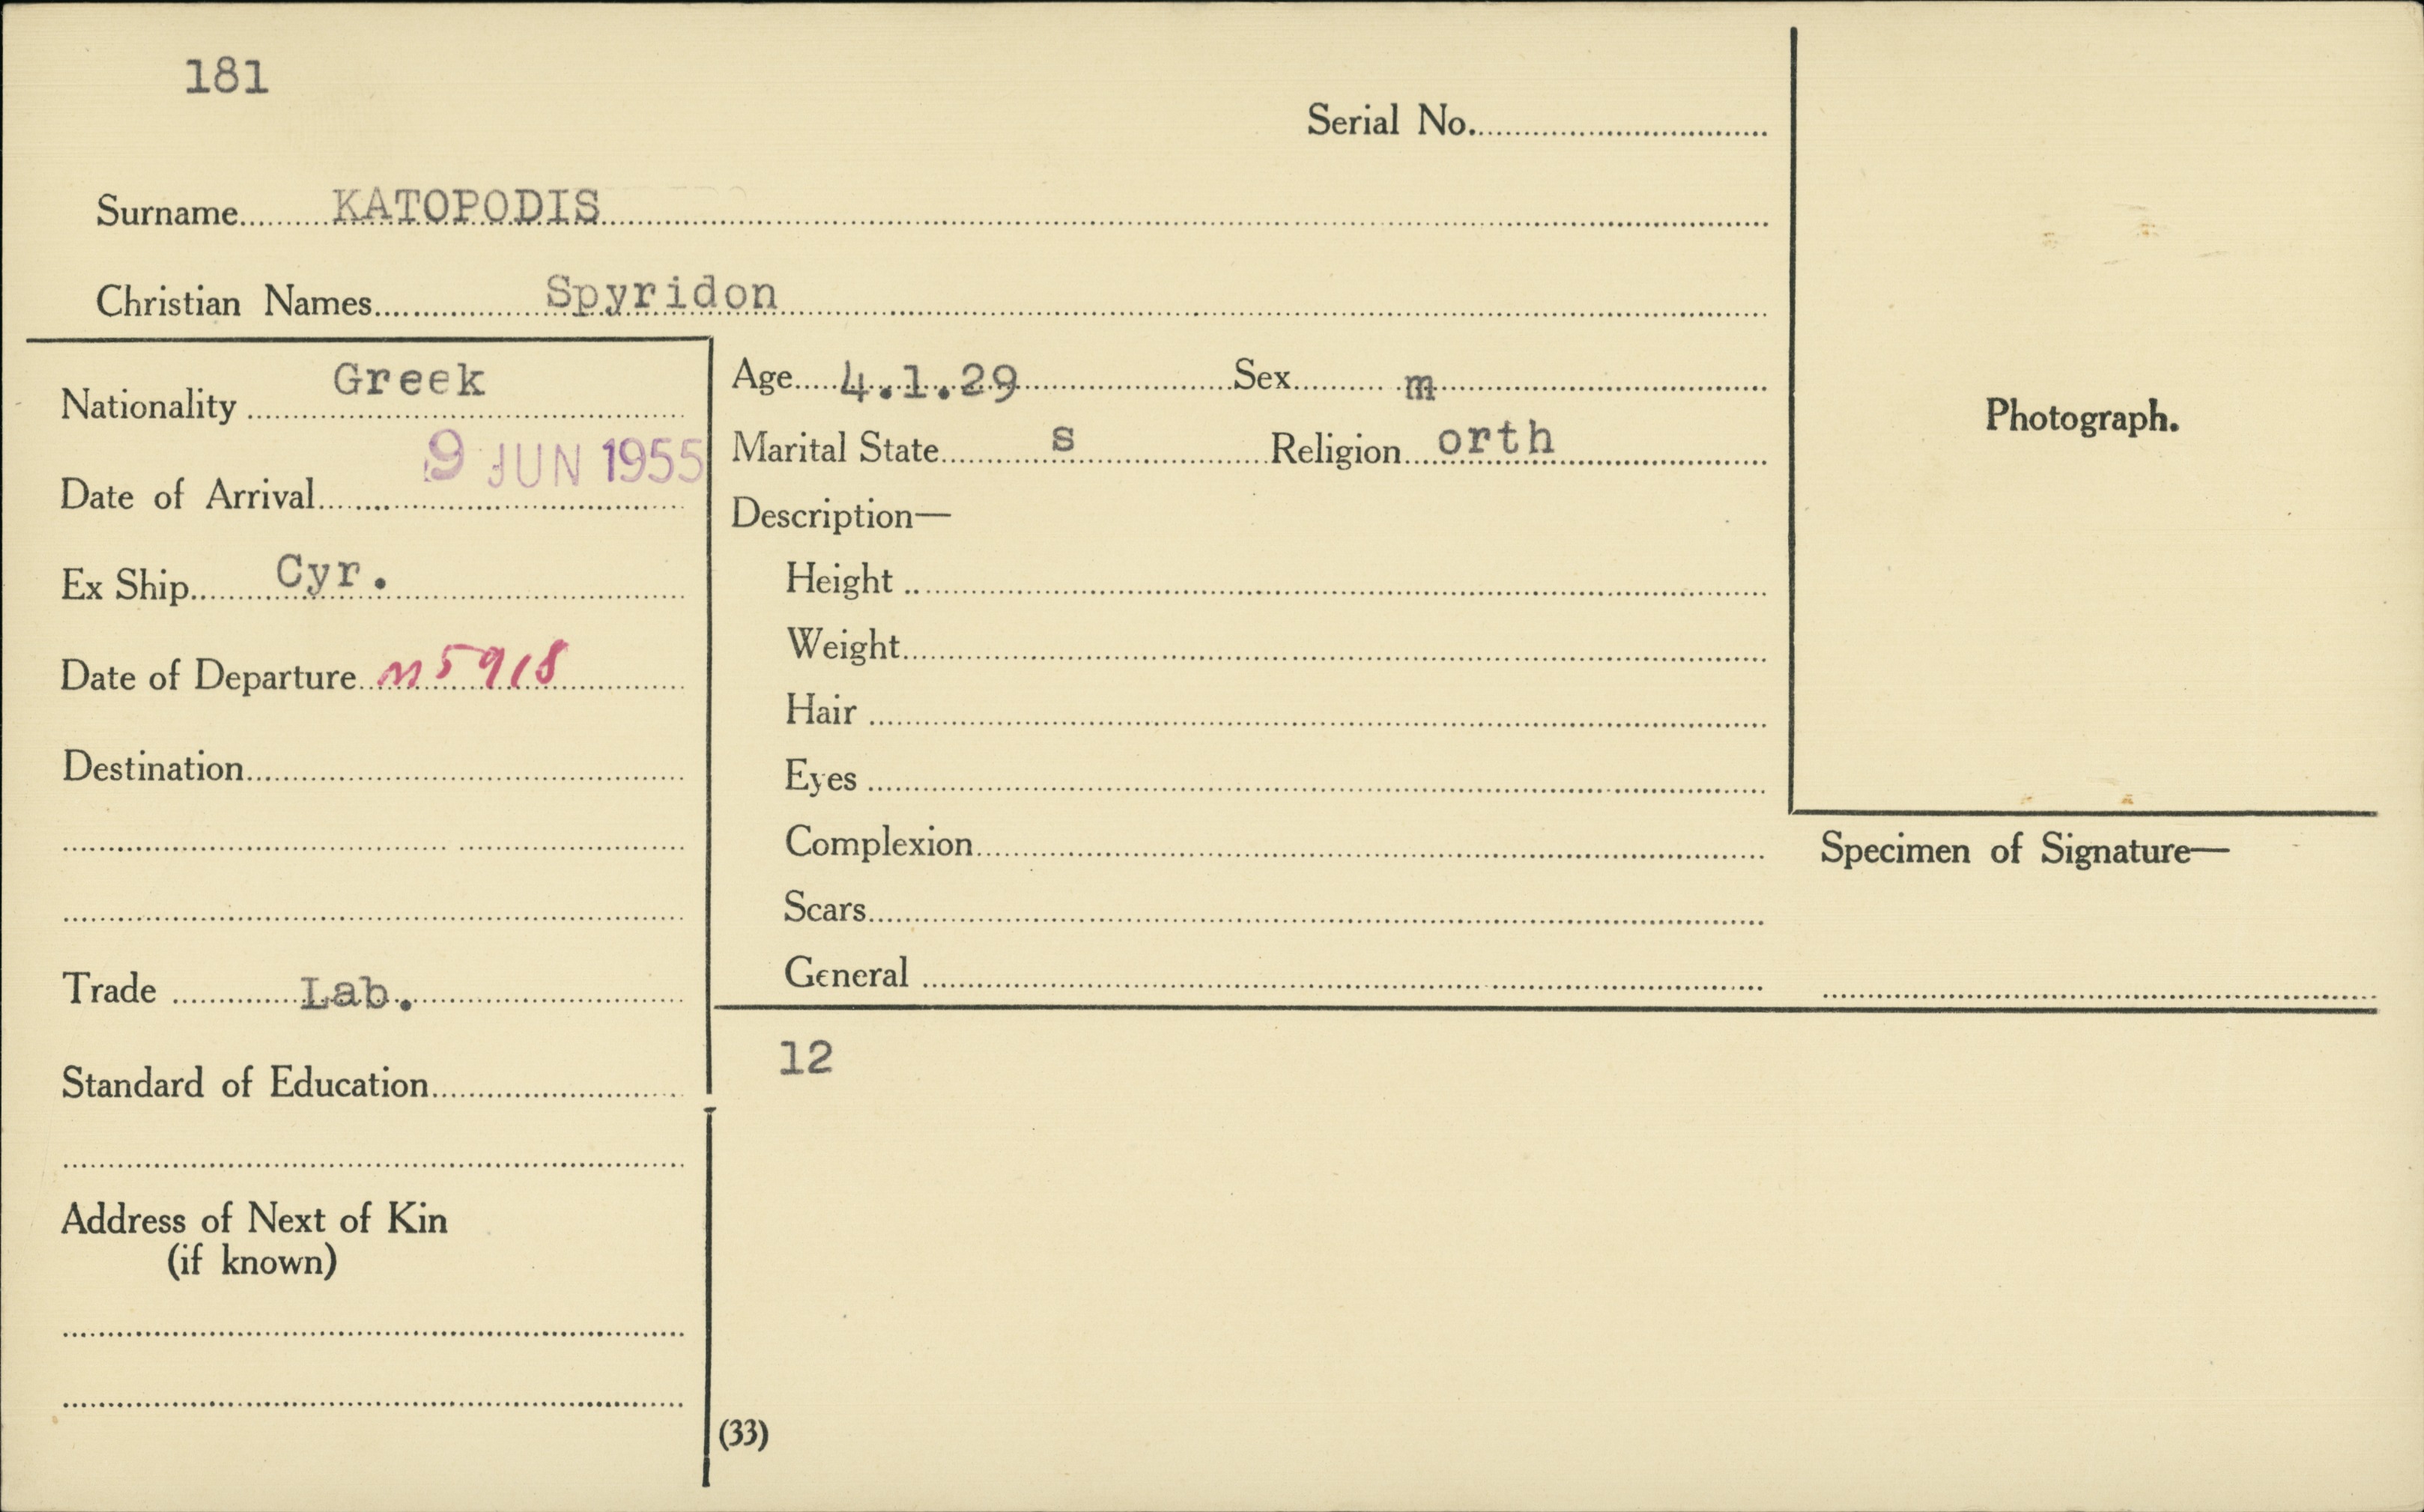 181
Serial No.
Surname KATOPODIS
Christian Names Spyridon
Nationality Greek
Date of Arrival 9 JUN 1955
Ex Ship Cyr.
Date of Departure M 5918
Destination
Trade Lab.
Standard of Education
Address of Next of Kin
(if known)
Age 4.1.29 Sex m
Marital State s Religion orth
Description—
Height
Weight
Hair
Eyes
Complexion
Scars
General
12
(33)
Photograph.
Specimen of Signature—